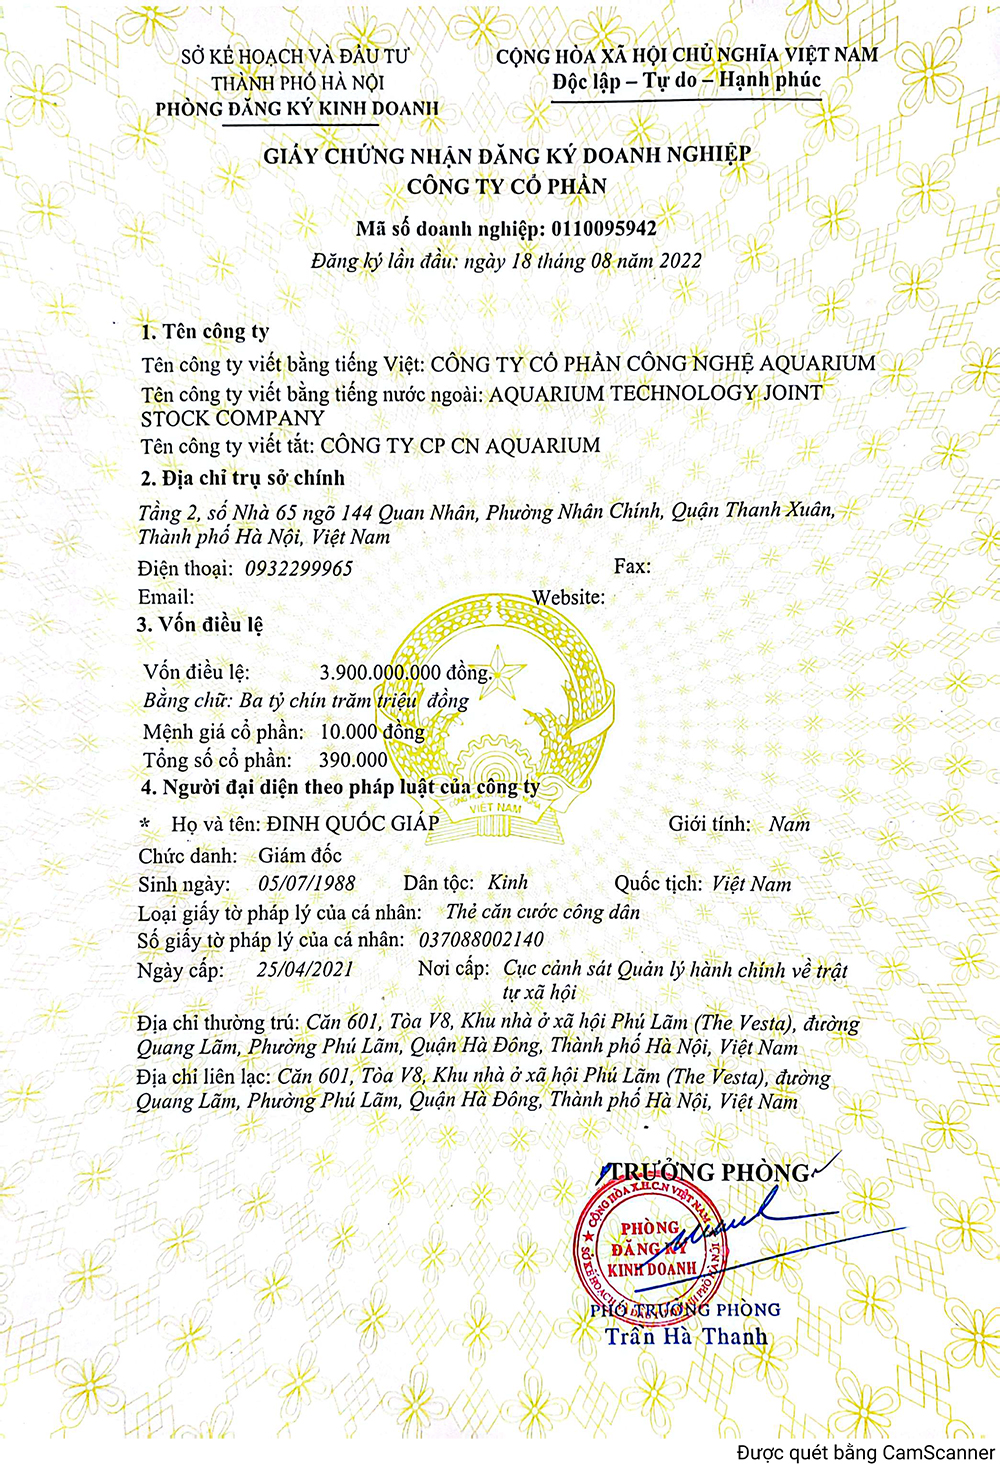 SỞ KẾ HOẠCH VÀ ĐẦU TƯ
THÀNH PHỐ HÀ NỘI
PHÒNG ĐĂNG KÝ KINH DOANH
CỘNG HÒA XÃ HỘI CHỦ NGHĨA VIỆT NAM
Độc lập – Tự do – Hạnh phúc
GIẤY CHỨNG NHẬN ĐĂNG KÝ DOANH NGHIỆP
CÔNG TY CỔ PHẦN
Mã số doanh nghiệp: 0110095942
Đăng ký lần đầu: ngày 18 tháng 08 năm 2022
1. Tên công ty
Tên công ty viết bằng tiếng Việt: CÔNG TY CỔ PHẦN CÔNG NGHỆ AQUARIUM
Tên công ty viết bằng tiếng nước ngoài: AQUARIUM TECHNOLOGY JOINT
STOCK COMPANY
Tên công ty viết tắt: CÔNG TY CP CN AQUARIUM
2. Địa chỉ trụ sở chính
Tầng 2, số Nhà 65 ngõ 144 Quan Nhân, Phường Nhân Chính, Quận Thanh Xuân,
Thành phố Hà Nội, Việt Nam
Điện thoại: 0932299965 Fax:
Email: Website:
3. Vốn điều lệ
Vốn điều lệ: 3.900.000.000 đồng.
Bằng chữ: Ba tỷ chín trăm triệu đồng
Mệnh giá cổ phần: 10.000 đồng
Tổng số cổ phần: 390.000
4. Người đại diện theo pháp luật của công ty
VIỆT NAM
* Họ và tên: ĐINH QUỐC GIÁP Giới tính: Nam
Chức danh: Giám đốc
Sinh ngày: 05/07/1988 Dân tộc: Kinh Quốc tịch: Việt Nam
Loại giấy tờ pháp lý của cá nhân: Thẻ căn cước công dân
Số giấy tờ pháp lý của cá nhân: 037088002140
Ngày cấp: 25/04/2021 Nơi cấp: Cục cảnh sát Quản lý hành chính về trật
tự xã hội
Địa chỉ thường trú: Căn 601, Tòa V8, Khu nhà ở xã hội Phú Lãm (The Vesta), đường
Quang Lãm, Phường Phú Lãm, Quận Hà Đông, Thành phố Hà Nội, Việt Nam
Địa chỉ liên lạc: Căn 601, Tòa V8, Khu nhà ở xã hội Phú Lãm (The Vesta), đường
Quang Lãm, Phường Phú Lãm, Quận Hà Đông, Thành phố Hà Nội, Việt Nam
TRƯỞNG PHÒNG
CỘNG HÒA X.H.C.N VIỆT NAM
PHÒNG
ĐĂNG KÝ
KINH DOANH
PHÓ TRƯỞNG PHÒNG
Trần Hà Thanh
Được quét bằng CamScanner